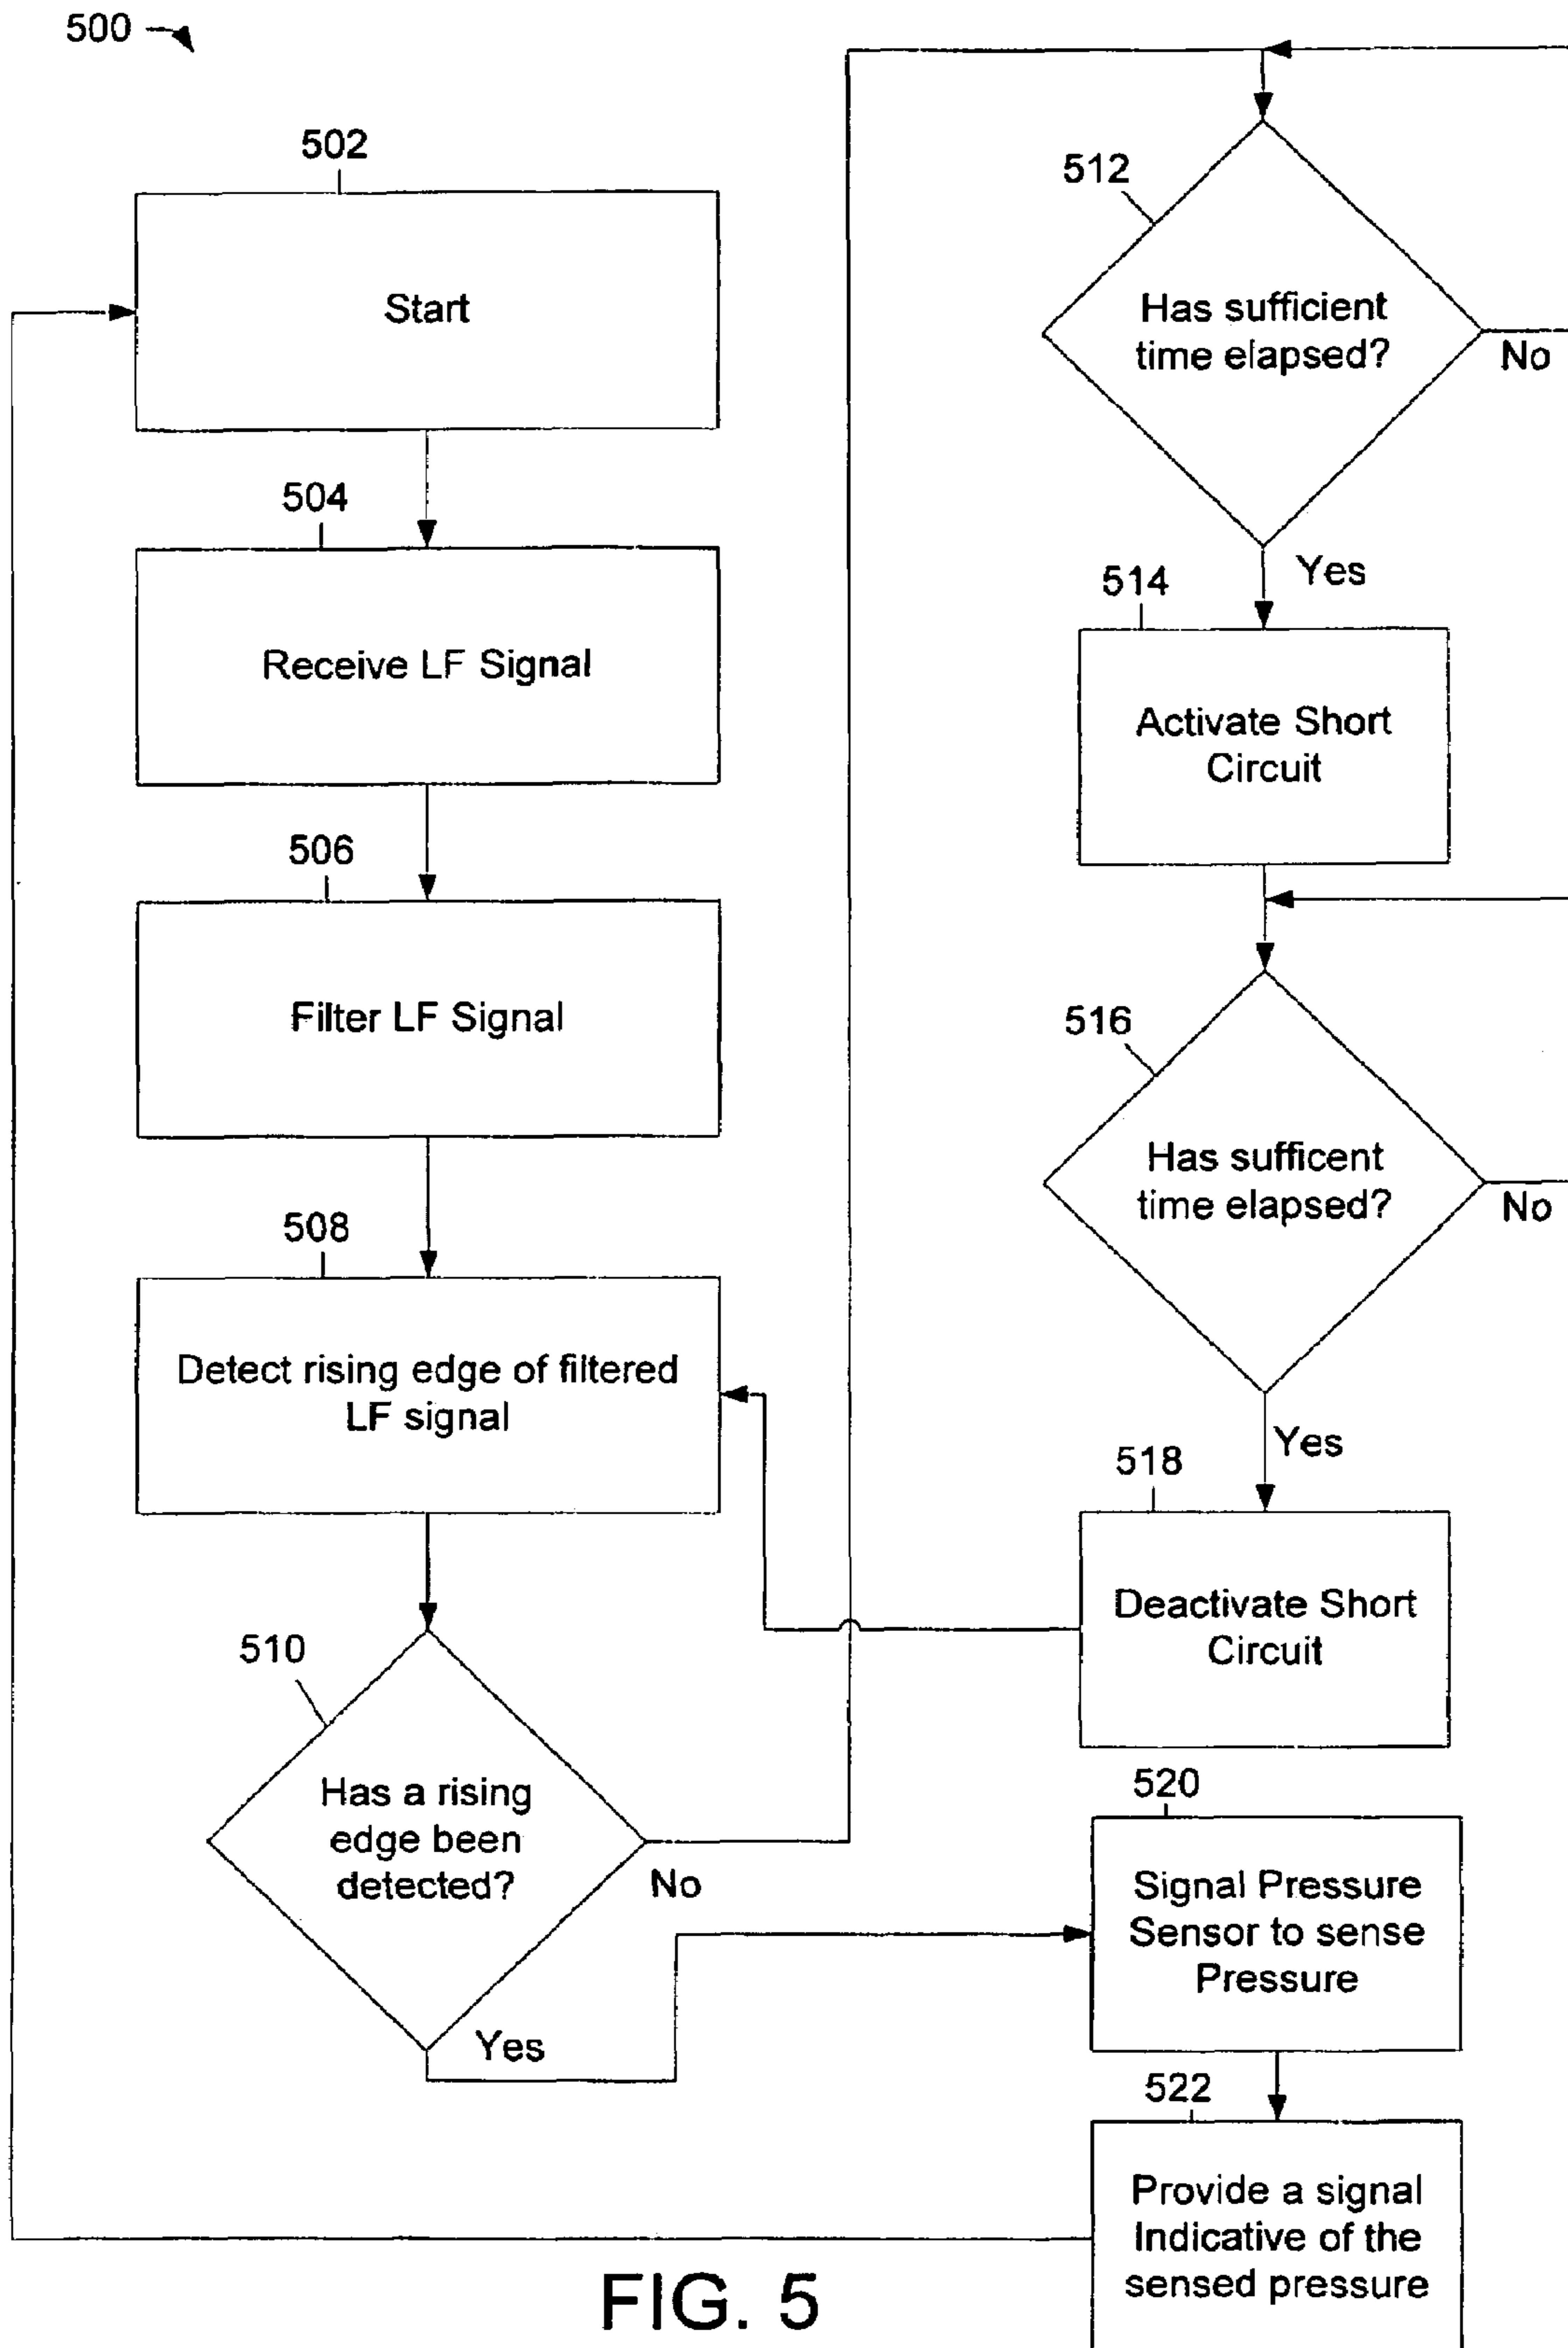 500
502
Start
504
Receive LF Signal
506
Filter LF Signal
508
Detect rising edge of filtered
LF signal
510
Has a rising
edge been
detected?
No
Yes
512
Has sufficient
time elapsed?
No
Yes
514
Activate Short
Circuit
516
Has sufficent
time elapsed?
No
Yes
518
Deactivate Short
Circuit
520
Signal Pressure
Sensor to sense
Pressure
522
Provide a signal
Indicative of the
sensed pressure
FIG. 5